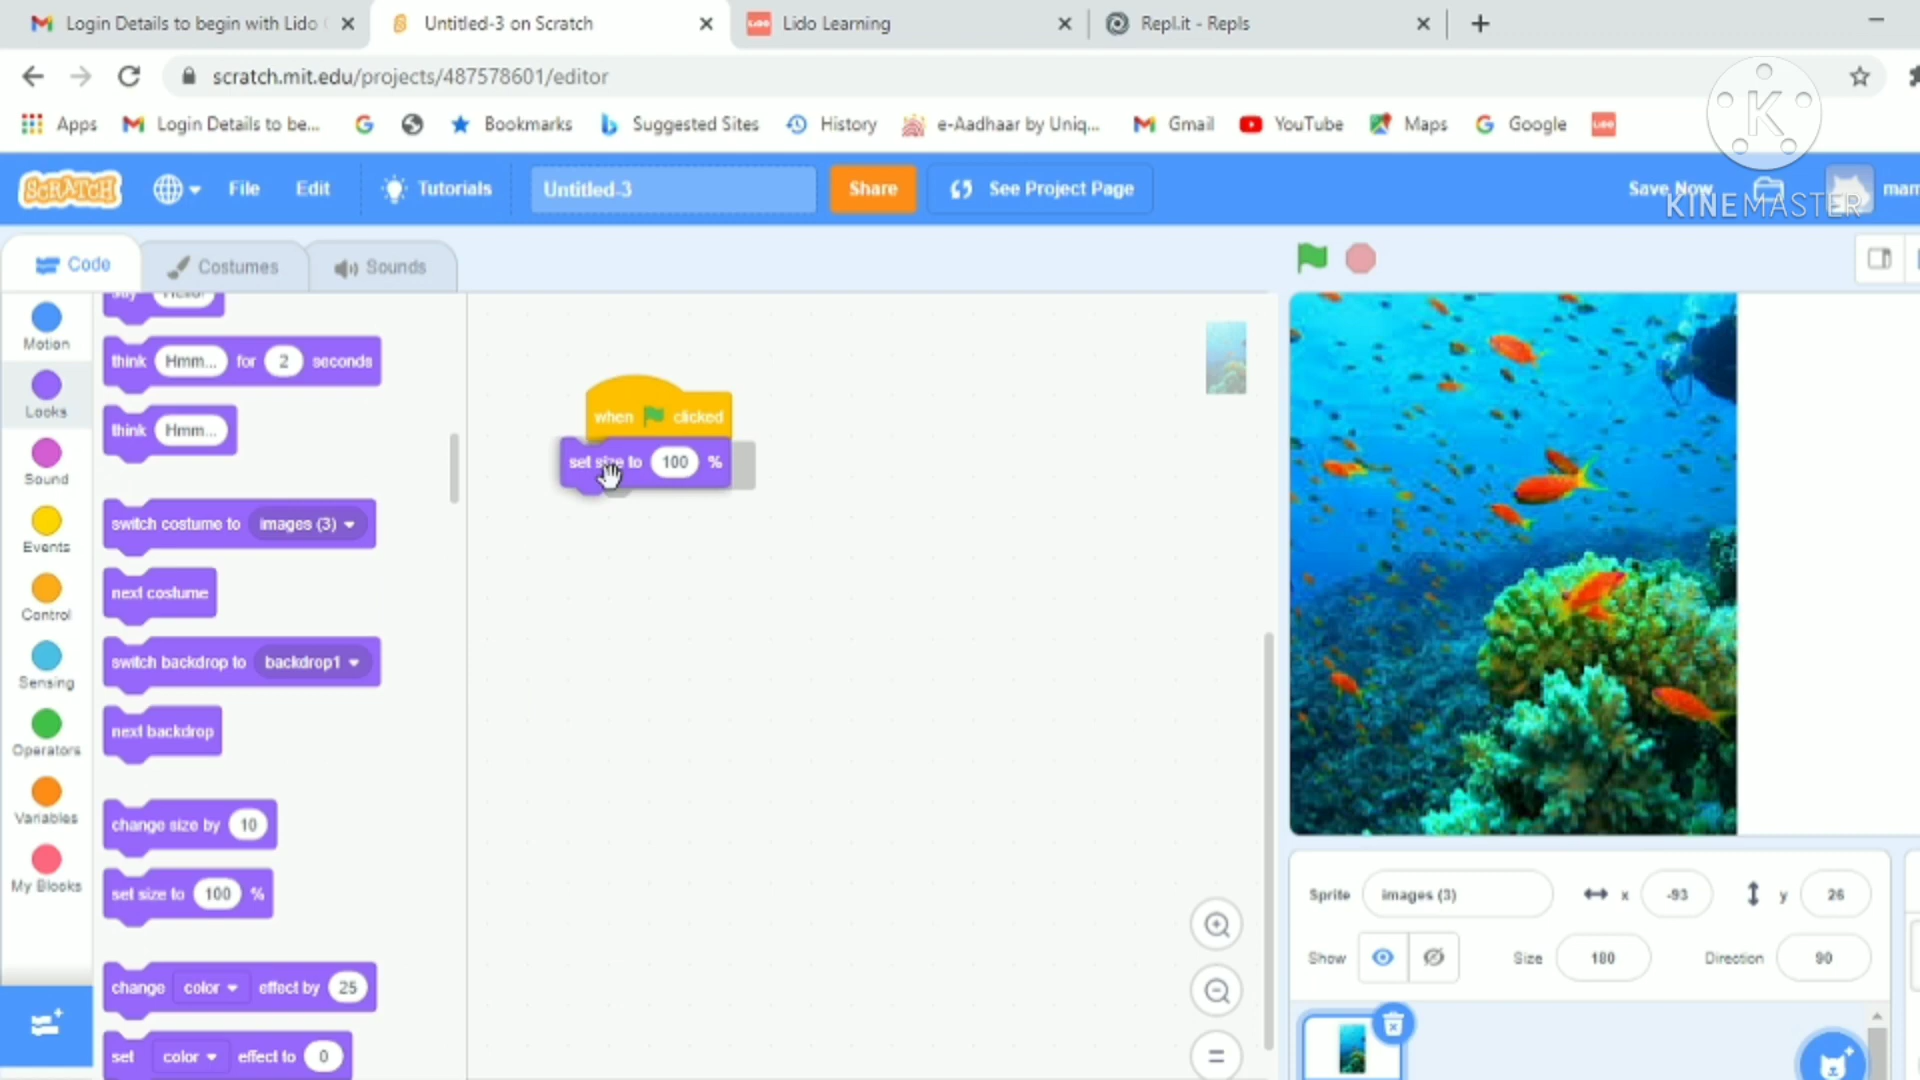 Login Details to begin with Lido
Untitled-3 on Scratch
Lido Learning
Repl.it - Repls
scratch.mit.edu/projects/487578601/editor
Apps
Login Details to be...
Bookmarks
Suggested Sites
History
e-Aadhaar by Uniq...
Gmail
YouTube
Maps
Google
LIDO
K
KINEMASTER
SCRATCH
File
Edit
Tutorials
Untitled-3
Share
See Project Page
Save Now
Code
Costumes
Sounds
Motion
Looks
Sound
Events
Control
Sensing
Operators
Variables
My Blocks
think Hmm... for 2 seconds
think Hmm...
switch costume to images (3)
next costume
switch backdrop to backdrop1
next backdrop
change size by 10
set size to 100 %
change color effect by 25
set color effect to 0
when clicked
set size to 100 %
Sprite images (3) x -93 y 26
Show Size 180 Direction 90